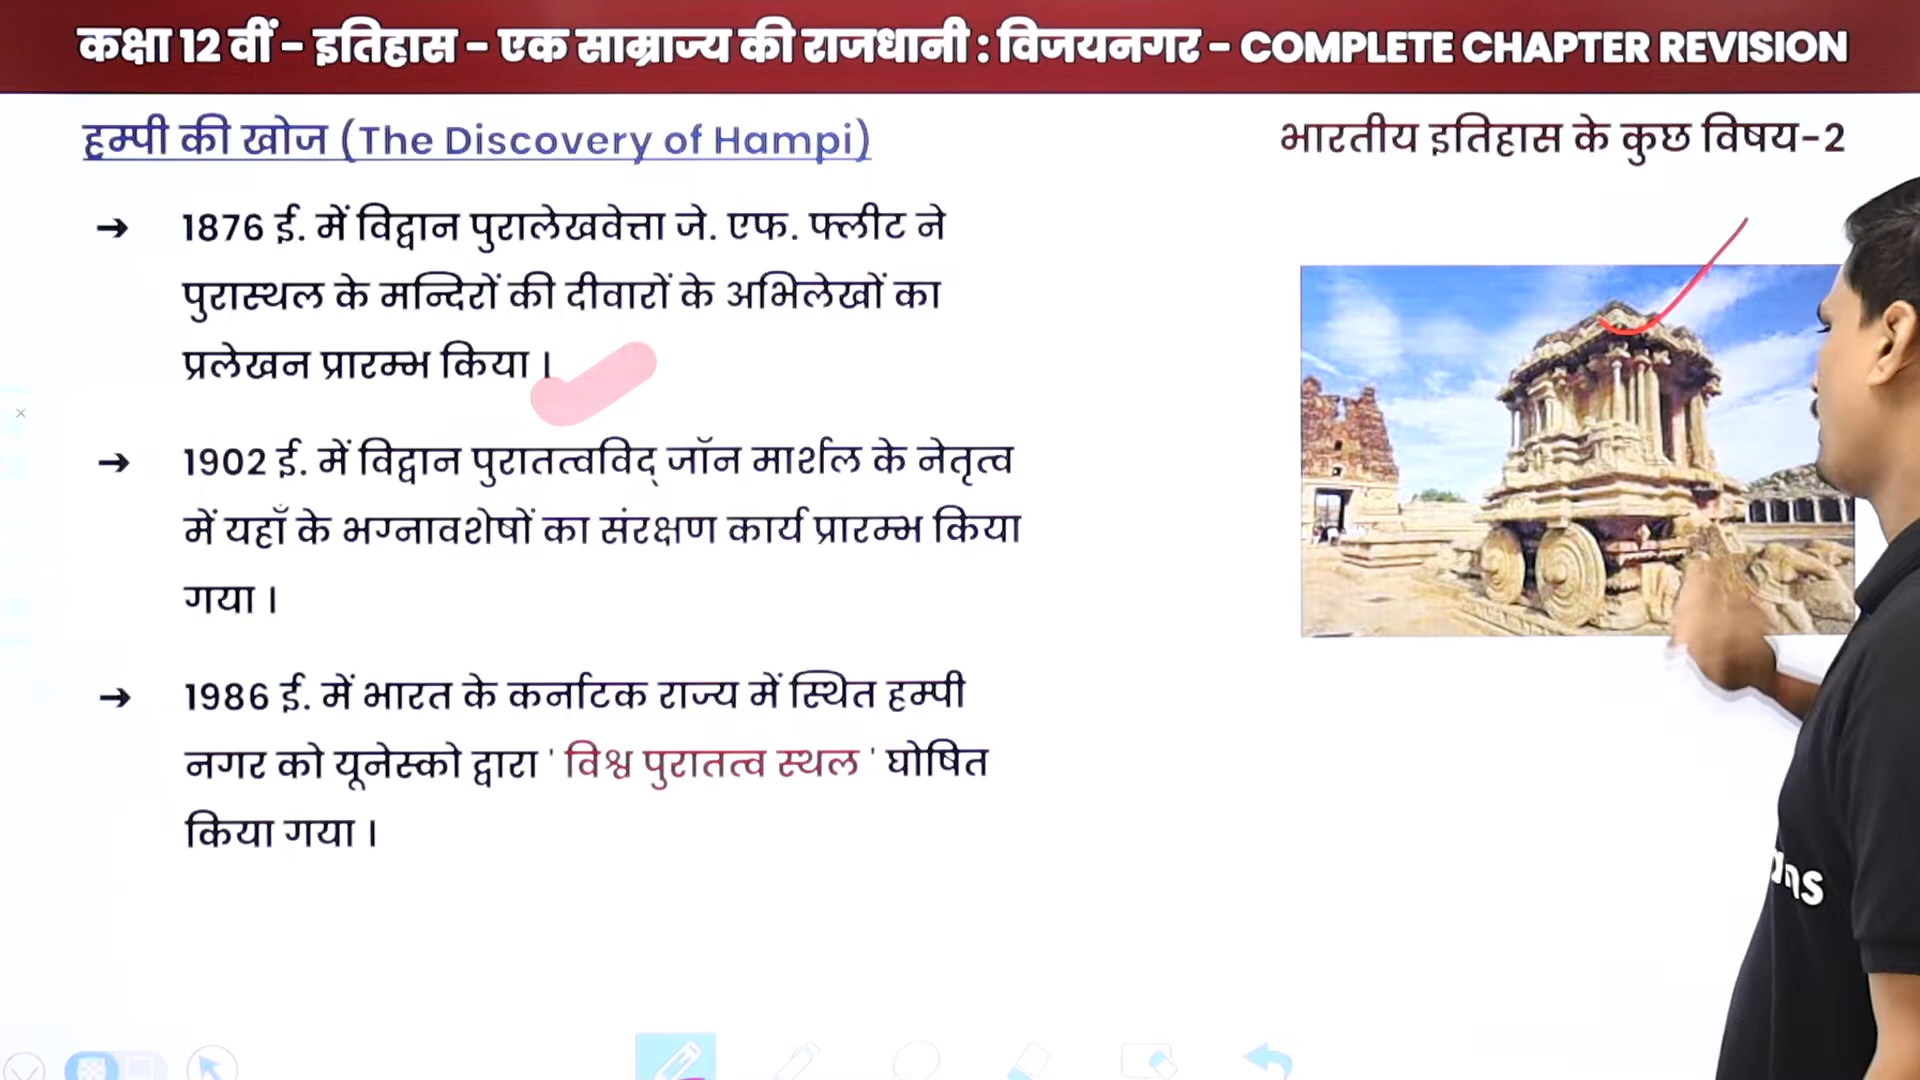 कक्षा 12 वीं - इतिहास - एक साम्राज्य की राजधानी : विजयनगर - COMPLETE CHAPTER REVISION
हम्पी की खोज (The Discovery of Hampi)
भारतीय इतिहास के कुछ विषय-2
→ 1876 ई. में विद्वान पुरालेखवेत्ता जे. एफ. फ्लीट ने
पुरास्थल के मन्दिरों की दीवारों के अभिलेखों का
प्रलेखन प्रारम्भ किया ।
→ 1902 ई. में विद्वान पुरातत्वविद् जॉन मार्शल के नेतृत्व
में यहाँ के भग्नावशेषों का संरक्षण कार्य प्रारम्भ किया
गया ।
→ 1986 ई. में भारत के कर्नाटक राज्य में स्थित हम्पी
नगर को यूनेस्को द्वारा ' विश्व पुरातत्व स्थल ' घोषित
किया गया ।